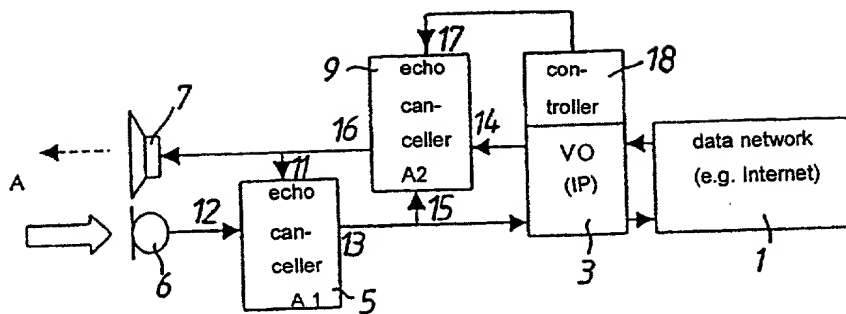 17
9
echo
can-
celler
A2
con-
troller
18
7
16
14
VO
(IP)
data network
(e.g. Internet)
A
11
echo
can-
celler
A 1
12
13
15
6
5
3
1